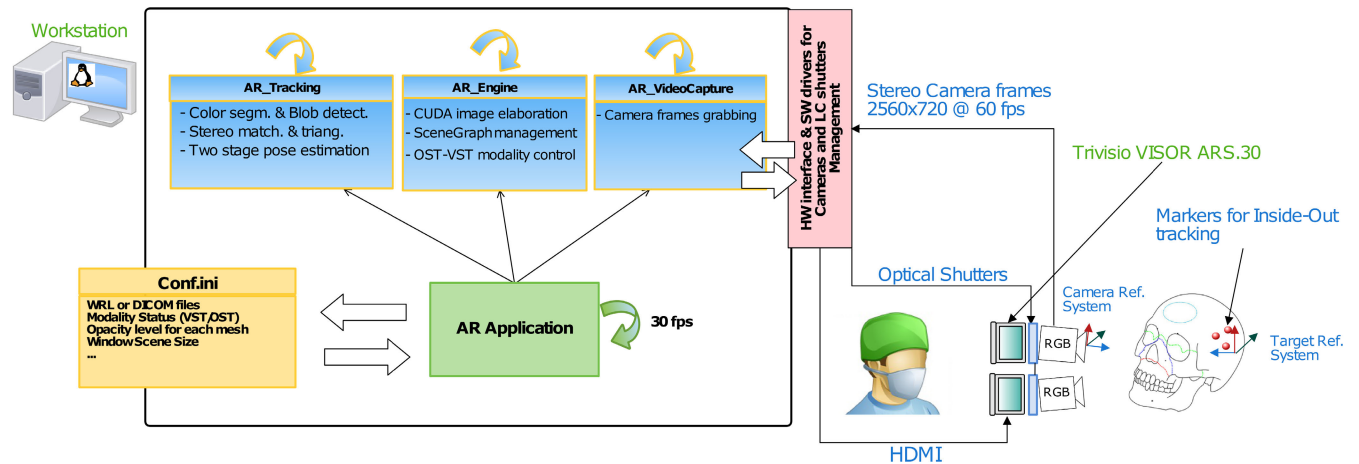 Workstation
AR_Tracking
- Color segm. & Blob detect.
- Stereo match. & triang.
- Two stage pose estimation
AR_Engine
- CUDA image elaboration
- SceneGraph management
- OST-VST modality control
AR_VideoCapture
- Camera frames grabbing
HW interface & SW drivers for
Cameras and LC shutters
Management
Stereo Camera frames
2560x720 @ 60 fps
Trivisio VISOR ARS.30
Markers for Inside-Out
tracking
Optical Shutters
Camera Ref.
System
Conf.ini
WRL or DICOM files
Modality Status (VST/OST)
Opacity level for each mesh
Window Scene Size
...
AR Application
30 fps
RGB
RGB
Target Ref.
System
HDMI